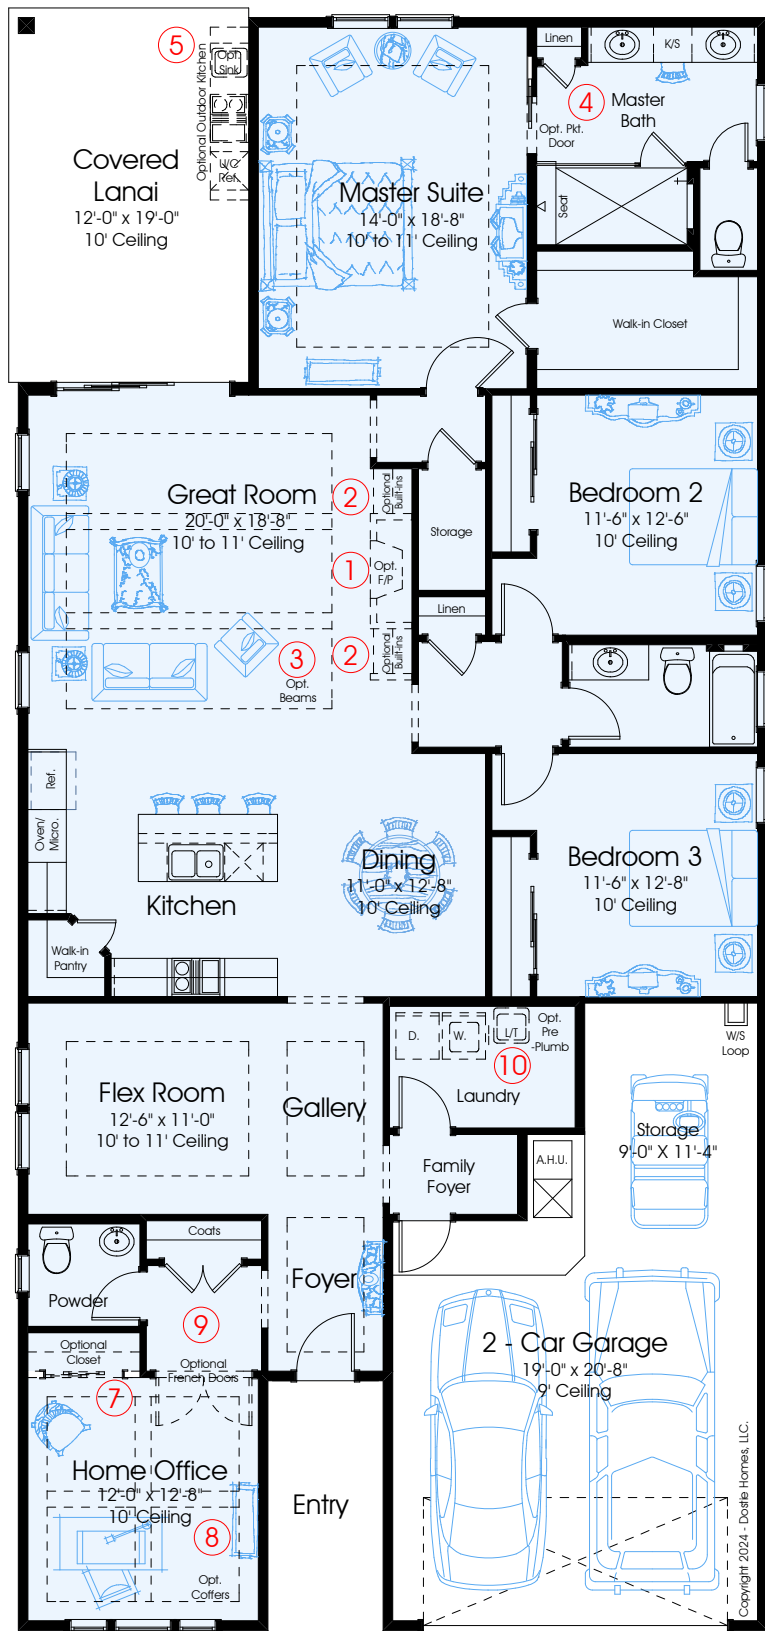 5
Optional Outdoor Kitchen
Opt.
Sink
U/C
Ref.
Covered
Lanai
12'-0" x 19'-0"
10' Ceiling
Master Suite
14'-0" x 18'-8"
10' to 11' Ceiling
Linen
K/S
4
Master
Bath
Opt. Pkt.
Door
Seat
Walk-in Closet
Great Room
20'-0" x 18'-8"
10' to 11' Ceiling
2
Optional
Built-ins
1
Opt.
F/P
2
Optional
Built-ins
3
Opt.
Beams
Storage
Linen
Bedroom 2
11'-6" x 12'-6"
10' Ceiling
Ref.
Oven/
Micro.
Kitchen
Walk-in
Pantry
Dining
11'-0" x 12'-8"
10' Ceiling
Bedroom 3
11'-6" x 12'-8"
10' Ceiling
Flex Room
12'-6" x 11'-0"
10' to 11' Ceiling
Gallery
D.
W.
L/T
Opt.
Pre
-Plumb
10
Laundry
W/S
Loop
Family
Foyer
A.H.U.
Storage
9'-0" X 11'-4"
Coats
Powder
Foyer
9
Optional
Closet
Optional
French Doors
7
Home Office
12'-0" x 12'-8"
10' Ceiling
8
Opt.
Coffers
Entry
2 - Car Garage
19'-0" x 20'-8"
9' Ceiling
Copyright 2024 - Dostie Homes, LLC.